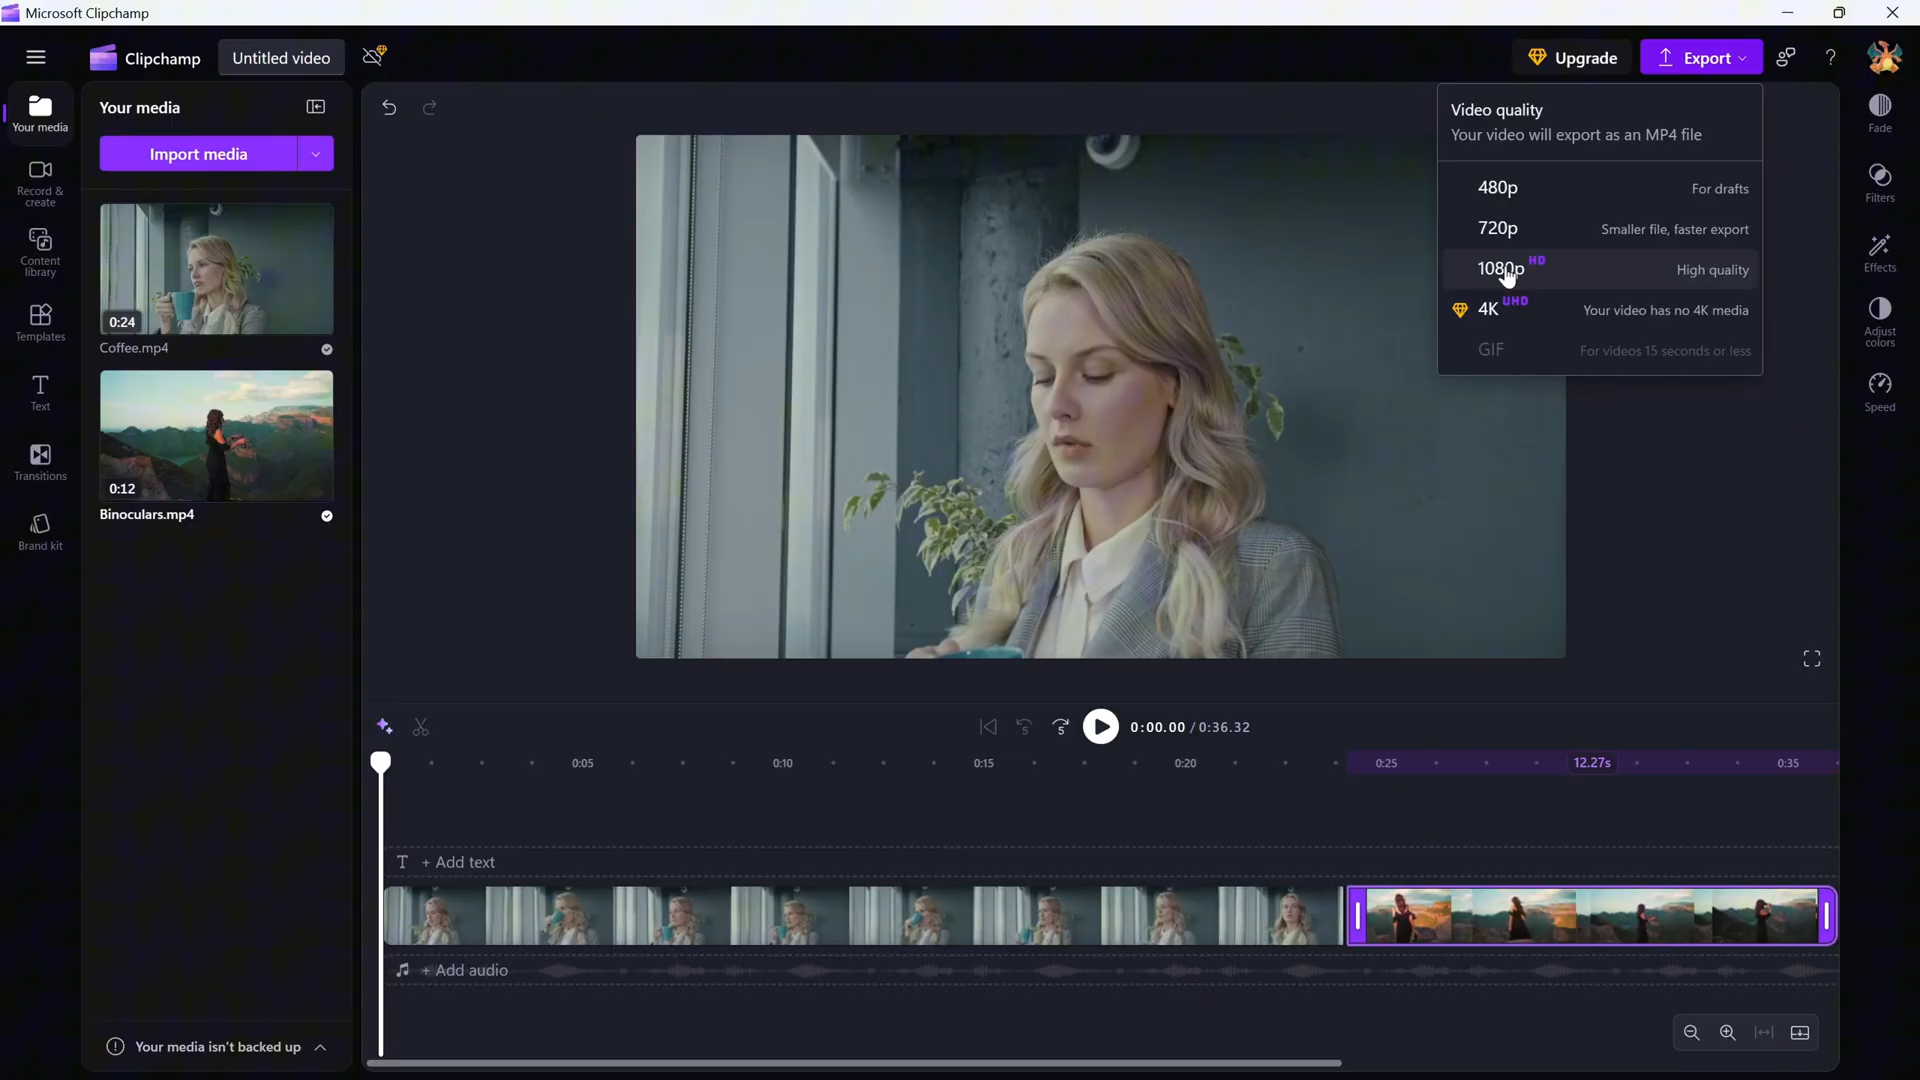 Microsoft Clipchamp
Clipchamp
Untitled video
Upgrade
Export
Your media
Record & create
Content library
Templates
Text
Transitions
Brand kit
Your media
Import media
0:24
Coffee.mp4
0:12
Binoculars.mp4
Your media isn't backed up
Video quality
Your video will export as an MP4 file
480p For drafts
720p Smaller file, faster export
1080p HD High quality
4K UHD Your video has no 4K media
GIF For videos 15 seconds or less
Fade
Filters
Effects
Adjust colors
Speed
5 5 0:00.00 / 0:36.32
0:05 0:10 0:15 0:20 0:25 12.27s 0:35
T + Add text
+ Add audio